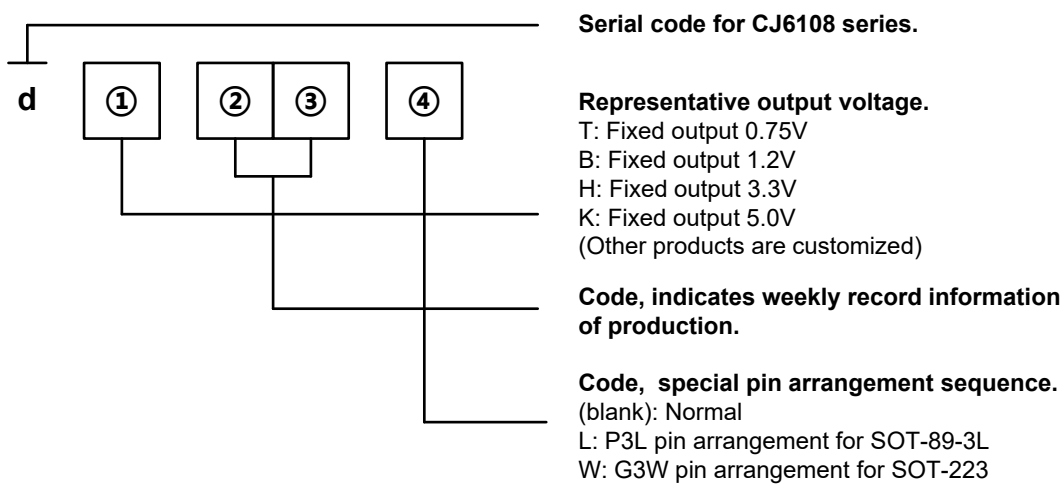 Serial code for CJ6108 series.
d ① ② ③ ④
Representative output voltage.
T: Fixed output 0.75V
B: Fixed output 1.2V
H: Fixed output 3.3V
K: Fixed output 5.0V
(Other products are customized)
Code, indicates weekly record information
of production.
Code,  special pin arrangement sequence.
(blank): Normal
L: P3L pin arrangement for SOT-89-3L
W: G3W pin arrangement for SOT-223